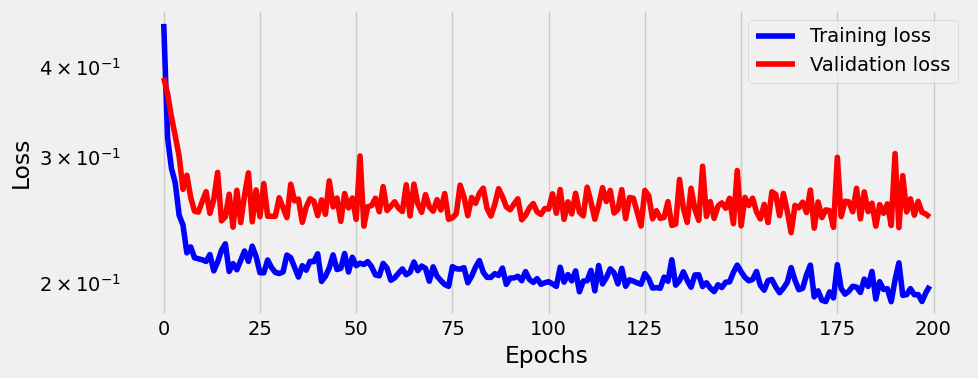 Training loss
Validation loss
4 × 10⁻¹
3 × 10⁻¹
2 × 10⁻¹
Loss
0 25 50 75 100 125 150 175 200
Epochs